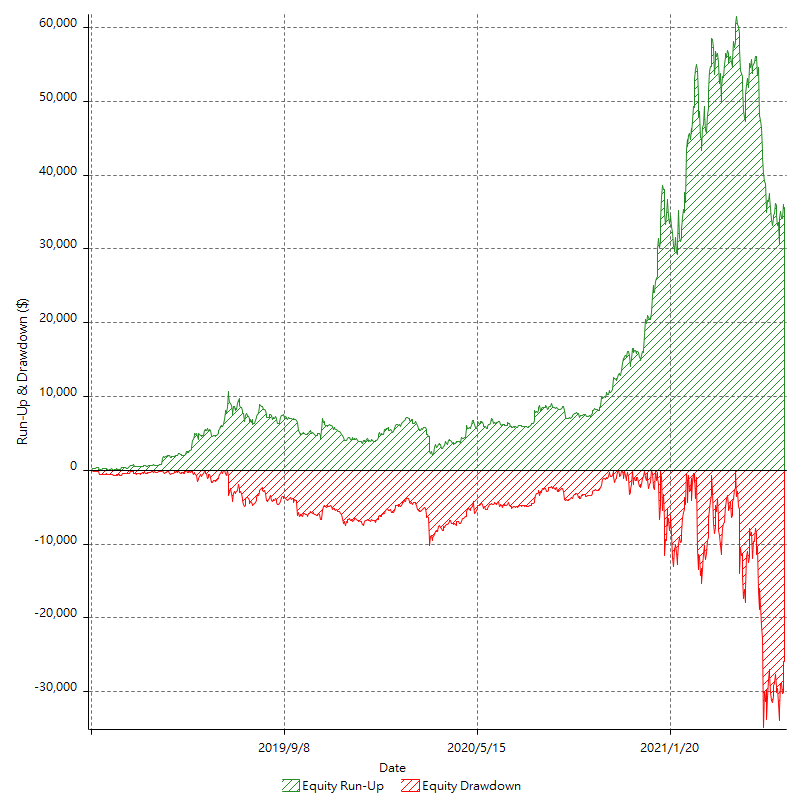 60,000
50,000
40,000
30,000
20,000
10,000
0
-10,000
-20,000
-30,000
Run-Up & Drawdown ($)
2019/9/8 2020/5/15 2021/1/20
Date
Equity Run-Up Equity Drawdown